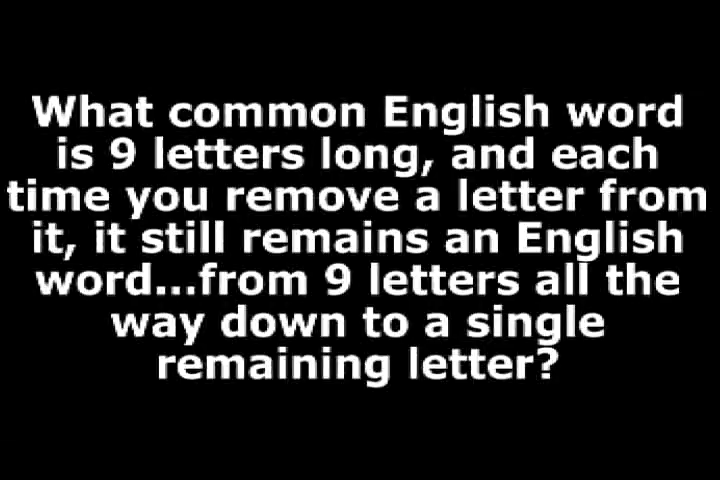 What common English word
is 9 letters long, and each
time you remove a letter from
it, it still remains an English
word...from 9 letters all the
way down to a single
remaining letter?